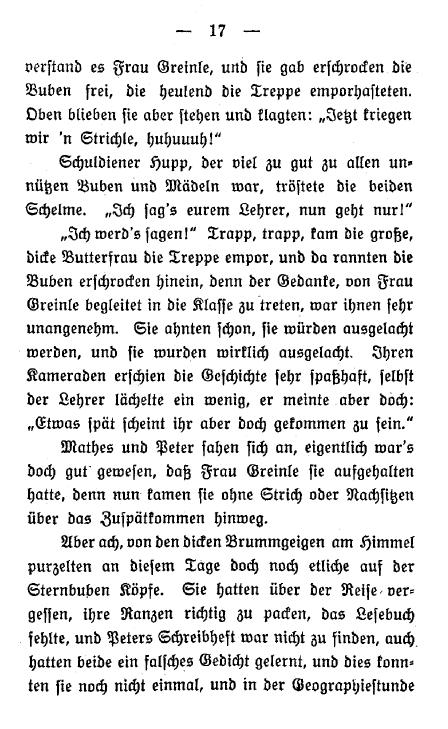 — 17 —
verstand es Frau Greinle, und sie gab erschrocken die
Buben frei, die heulend die Treppe emporhasteten.
Oben blieben sie aber stehen und klagten: „Jetzt kriegen
wir 'n Strichle, huhuuuh!"
Schuldiener Hupp, der viel zu gut zu allen un-
nützen Buben und Mädeln war, tröstete die beiden
Schelme. „Ich sag's eurem Lehrer, nun geht nur!"
„Ich werd's sagen!" Trapp, trapp, kam die große,
dicke Butterfrau die Treppe empor, und da rannten die
Buben erschrocken hinein, denn der Gedanke, von Frau
Greinle begleitet in die Klasse zu treten, war ihnen sehr
unangenehm. Sie ahnten schon, sie würden ausgelacht
werden, und sie wurden wirklich ausgelacht. Ihren
Kameraden erschien die Geschichte sehr spaßhaft, selbst
der Lehrer lächelte ein wenig, er meinte aber doch:
„Etwas spät scheint ihr aber doch gekommen zu sein."
Mathes und Peter sahen sich an, eigentlich war's
doch gut gewesen, daß Frau Greinle sie aufgehalten
hatte, denn nun kamen sie ohne Strich oder Nachsitzen
über das Zuspätkommen hinweg.
Aber ach, von den dicken Brummgeigen am Himmel
purzelten an diesem Tage doch noch etliche auf der
Sternbuben Köpfe. Sie hatten über der Reise ver-
gessen, ihre Ranzen richtig zu packen, das Lesebuch
fehlte, und Peters Schreibheft war nicht zu finden, auch
hatten beide ein falsches Gedicht gelernt, und dies konn-
ten sie noch nicht einmal, und in der Geographiestunde